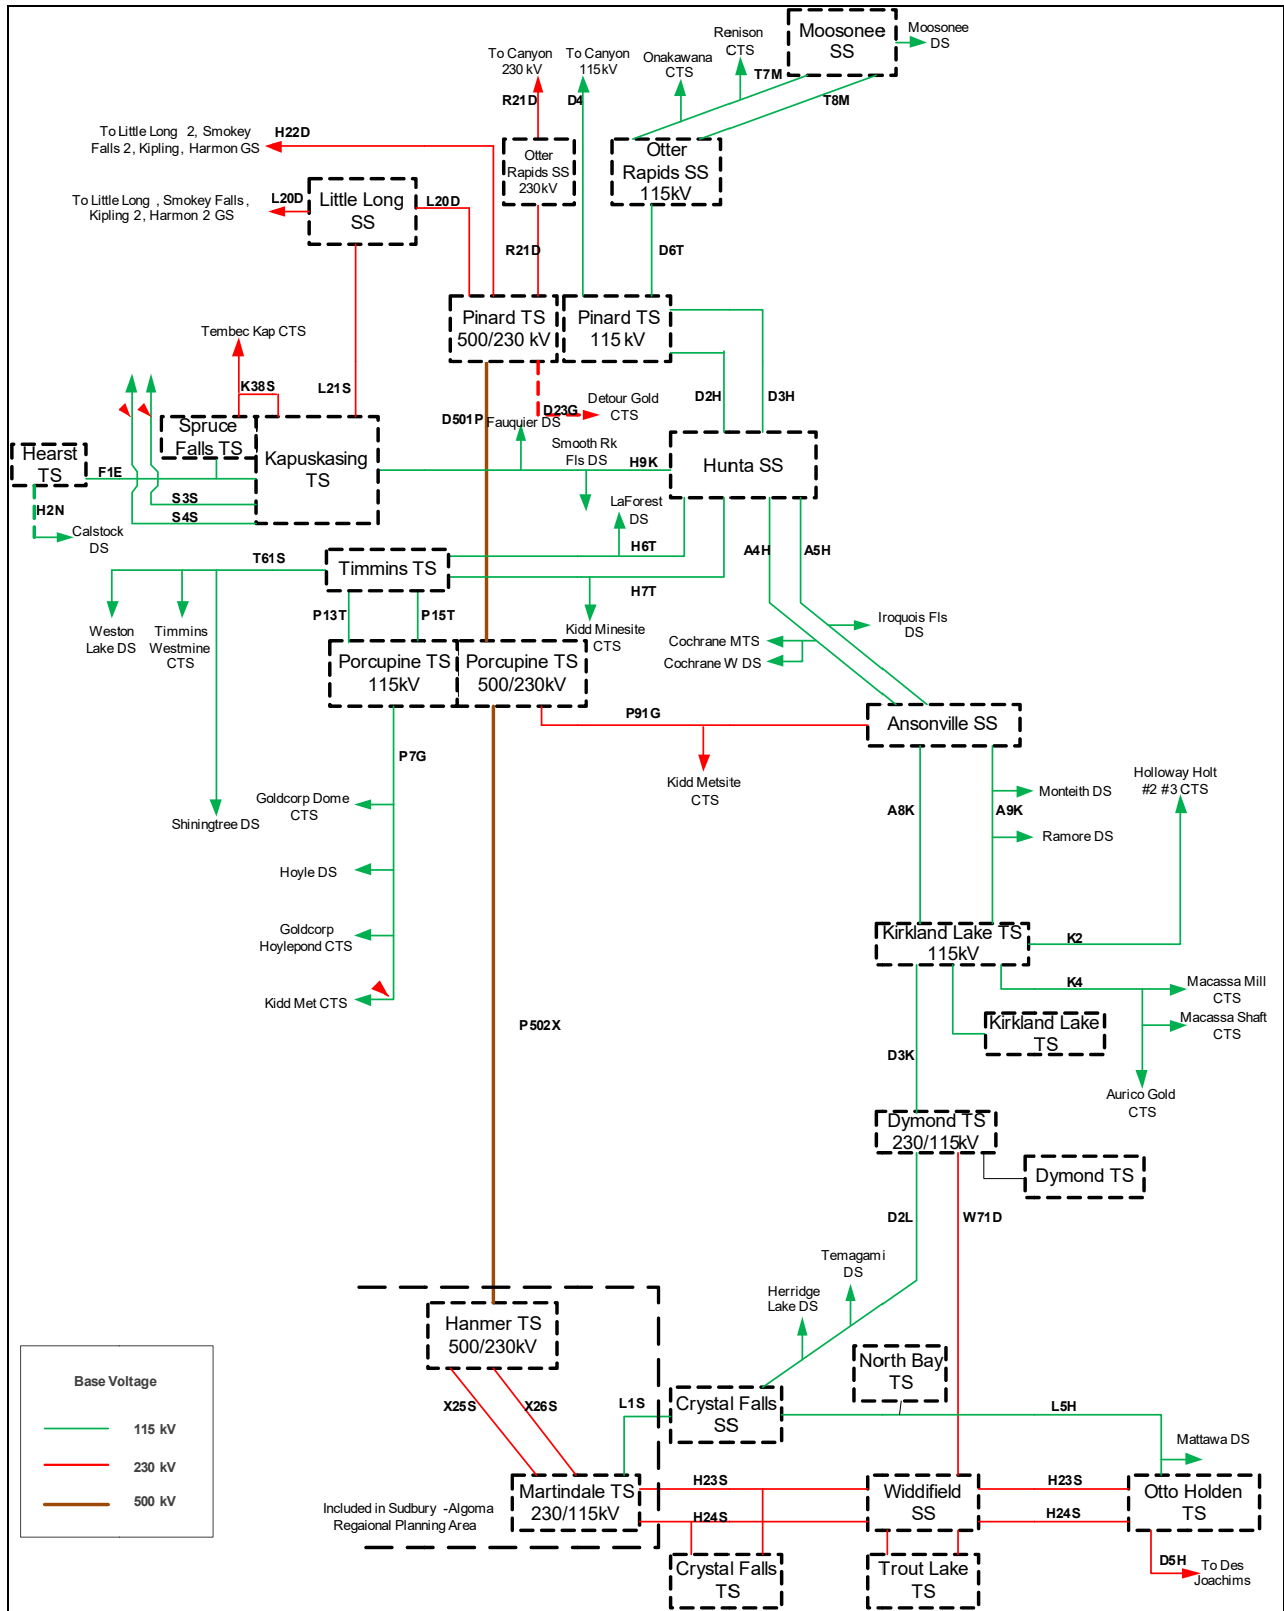 Moosonee
SS
Moosonee
DS
Renison
CTS
Onakawana
CTS
T7M
T8M
To Canyon
230 kV
To Canyon
115kV
R21D
D4
To Little Long 2, Smokey
Falls 2, Kipling, Harmon GS
H22D
Otter
Rapids SS
230kV
Otter
Rapids SS
115kV
To Little Long , Smokey Falls,
Kipling 2, Harmon 2 GS
L20D
Little Long
SS
L20D
R21D
D6T
Pinard TS
500/230 kV
Pinard TS
115 kV
Tembec Kap CTS
K38S
L21S
D501P
D23G
Detour Gold
CTS
D2H
D3H
Fauquier DS
Smooth Rk
Fls DS
Spruce
Falls TS
Kapuskasing
TS
Hearst
TS
F1E
H9K
Hunta SS
S3S
S4S
H2N
Calstock
DS
LaForest
DS
H6T
H7T
A4H
A5H
T61S
Timmins TS
P13T
P15T
Weston
Lake DS
Timmins
Westmine
CTS
Kidd Minesite
CTS
Iroquois Fls
DS
Cochrane MTS
Cochrane W DS
Porcupine TS
115kV
Porcupine TS
500/230kV
P91G
Ansonville SS
P7G
Kidd Metsite
CTS
Holloway Holt
#2 #3 CTS
Goldcorp Dome
CTS
Shiningtree DS
A8K
A9K
Monteith DS
Ramore DS
Hoyle DS
Goldcorp
Hoylepond CTS
Kidd Met CTS
Kirkland Lake TS
115kV
K2
K4
Macassa Mill
CTS
Macassa Shaft
CTS
P502X
Kirkland Lake
TS
D3K
Aurico Gold
CTS
Dymond TS
230/115kV
Dymond TS
D2L
W71D
Temagami
DS
Herridge
Lake DS
Hanmer TS
500/230kV
North Bay
TS
X25S
X26S
L1S
Crystal Falls
SS
L5H
Mattawa DS
Base Voltage
115 kV
230 kV
500 kV
Included in Sudbury -Algoma
Regaional Planning Area
Martindale TS
230/115kV
H23S
H24S
Widdifield
SS
H23S
H24S
Otto Holden
TS
Crystal Falls
TS
Trout Lake
TS
D5H
To Des
Joachims